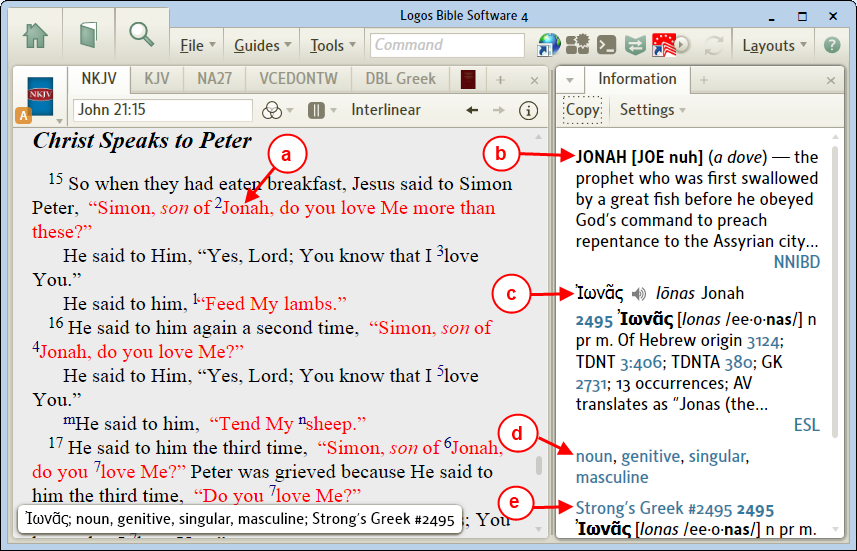 Logos Bible Software 4
File Guides Tools Command Layouts
NKJV KJV NA27 VCEDONTW DBL Greek
NKJV
A
John 21:15 Interlinear
Christ Speaks to Peter
15 So when they had eaten breakfast, Jesus said to Simon
Peter, “Simon, son of 2Jonah, do you love Me more than
these?”
He said to Him, “Yes, Lord; You know that I 3love
You.”
He said to him, l“Feed My lambs.”
16 He said to him again a second time, “Simon, son of
4Jonah, do you love Me?”
He said to Him, “Yes, Lord; You know that I 5love
You.”
mHe said to him, “Tend My nsheep.”
17 He said to him the third time, “Simon, son of 6Jonah,
do you 7love Me?” Peter was grieved because He said to
him the third time, “Do you 7love Me?”
Ἰωνᾶς; noun, genitive, singular, masculine; Strong’s Greek #2495
a
b
c
d
e
Information
Copy Settings
JONAH [JOE nuh] (a dove) — the
prophet who was first swallowed
by a great fish before he obeyed
God’s command to preach
repentance to the Assyrian city...
NNIBD
Ἰωνᾶς Iōnas Jonah
2495 Ἰωνᾶς [Ionas /ee·o·nas/] n
pr m. Of Hebrew origin 3124;
TDNT 3:406; TDNTA 380; GK
2731; 13 occurrences; AV
translates as “Jonas (the...
ESL
noun, genitive, singular,
masculine
Strong’s Greek #2495 2495
Ἰωνᾶς [Ionas /ee·o·nas/] n pr m.